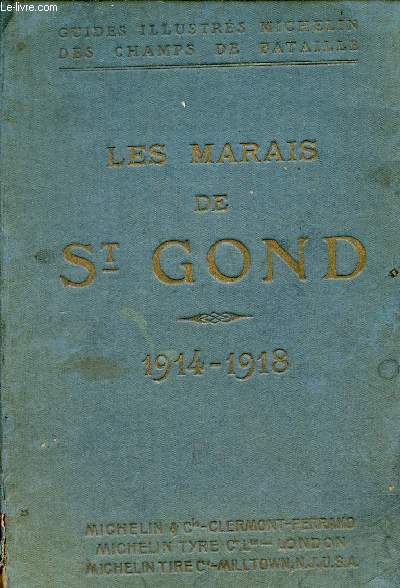 Le-livre.com
GUIDES ILLUSTRÉS MICHELIN
DES CHAMPS DE BATAILLE
LES MARAIS
DE
ST GOND
1914-1918
MICHELIN & Cie-CLERMONT-FERRAND
MICHELIN TYRE Co Ltd - LONDON
MICHELIN TIRE Co-MILLTOWN, N.J., U.S.A.